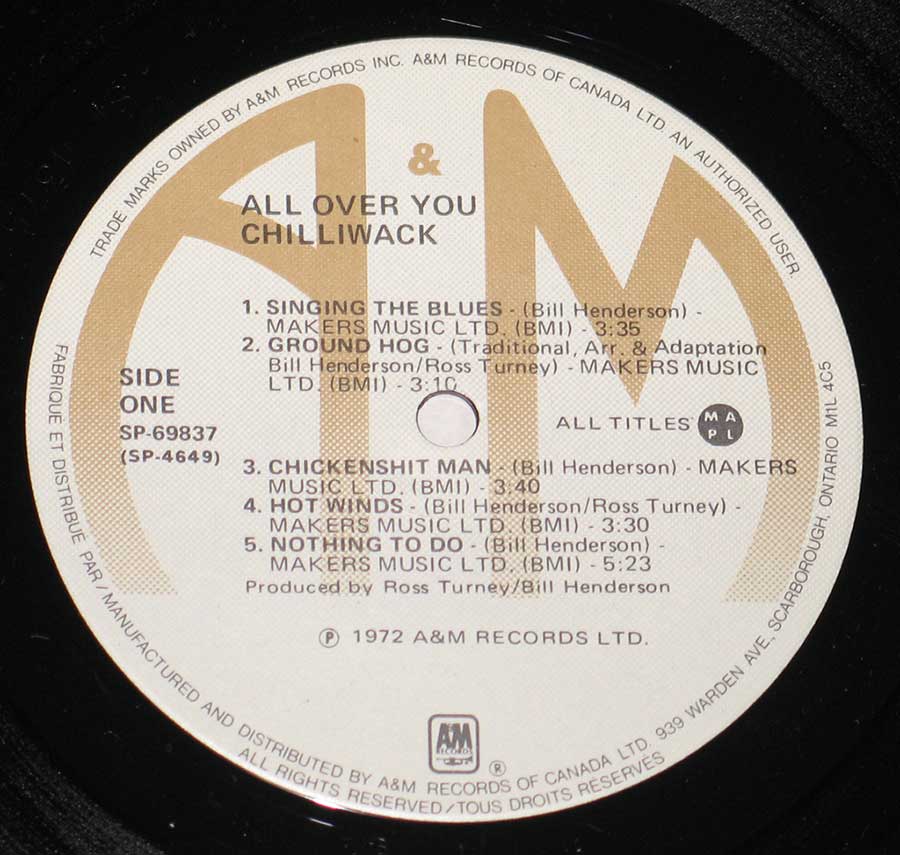 TRADE MARKS OWNED BY A&M RECORDS INC. A&M RECORDS OF CANADA LTD AN AUTHORIZED USER.
A & M
ALL OVER YOU
CHILLIWACK
1. SINGING THE BLUES - (Bill Henderson) -
MAKERS MUSIC LTD. (BMI) - 3:35
2. GROUND HOG - (Traditional, Arr. & Adaptation
Bill Henderson/Ross Turney) - MAKERS MUSIC
LTD. (BMI) - 3:10
SIDE
ONE
SP-69837
(SP-4649)
ALL TITLES
M A
P L
3. CHICKENSHIT MAN - (Bill Henderson) - MAKERS
MUSIC LTD. (BMI) - 3:40
4. HOT WINDS - (Bill Henderson/Ross Turney) -
MAKERS MUSIC LTD. (BMI) - 3:30
5. NOTHING TO DO - (Bill Henderson) -
MAKERS MUSIC LTD. (BMI) - 5:23
Produced by Ross Turney/Bill Henderson
℗ 1972 A&M RECORDS LTD.
A&M
RECORDS
®
FABRIQUÉ ET DISTRIBUÉ PAR / MANUFACTURED AND DISTRIBUTED BY A&M RECORDS OF CANADA LTD. 939 WARDEN AVE., SCARBOROUGH, ONTARIO M1L 4C5
ALL RIGHTS RESERVED/TOUS DROITS RÉSERVÉS